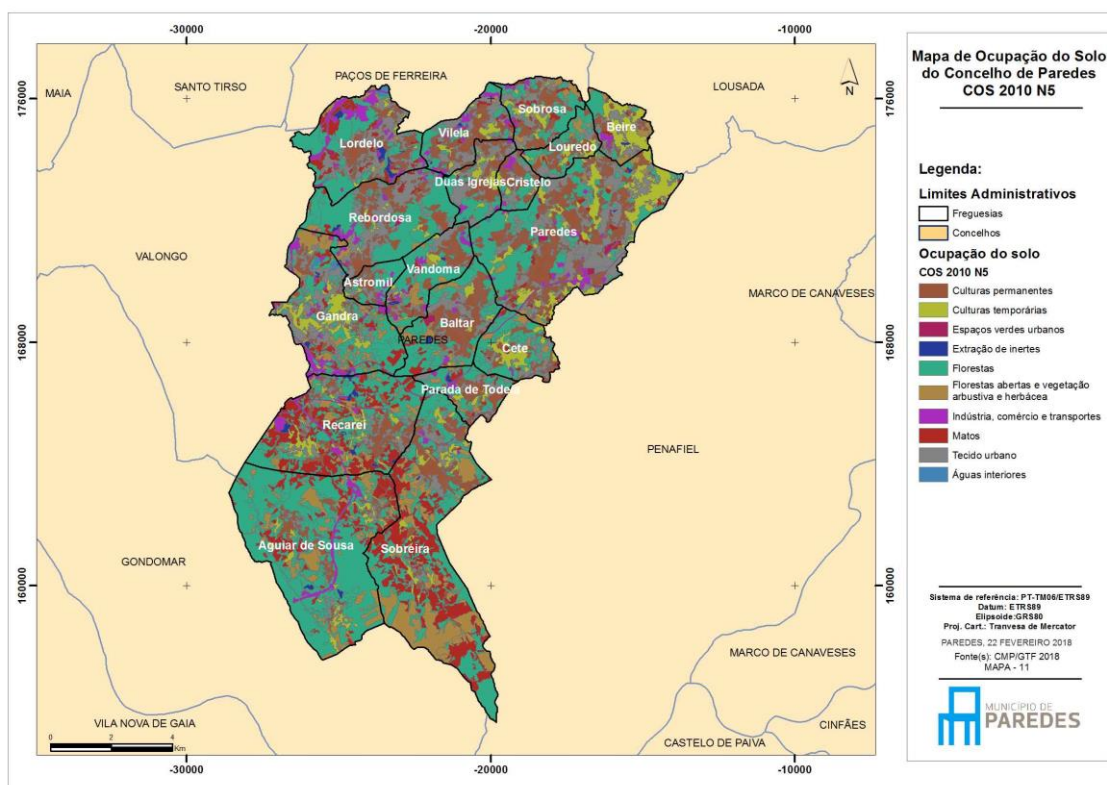 -30000
-20000
-10000
176000
168000
160000
176000
168000
160000
-30000
-20000
-10000
MAIA
SANTO TIRSO
PAÇOS DE FERREIRA
LOUSADA
N
VALONGO
MARCO DE CANAVESES
PENAFIEL
GONDOMAR
MARCO DE CANAVESES
VILA NOVA DE GAIA
CINFÃES
CASTELO DE PAIVA
Sobrosa
Beire
Lordelo
Vilela
Louredo
Duas Igrejas
Cristelo
Rebordosa
Paredes
Vandoma
Astromil
Gandra
Baltar
PAREDES
Cete
Parada de Todeia
Recarei
Aguiar de Sousa
Sobreira
0 2 4
Km
Mapa de Ocupação do Solo
do Concelho de Paredes
COS 2010 N5
Legenda:
Limites Administrativos
Freguesias
Concelhos
Ocupação do solo
COS 2010 N5
Culturas permanentes
Culturas temporárias
Espaços verdes urbanos
Extração de inertes
Florestas
Florestas abertas e vegetação
arbustiva e herbácea
Indústria, comércio e transportes
Matos
Tecido urbano
Águas interiores
Sistema de referência: PT-TM06/ETRS89
Datum: ETRS89
Elipsoide:GRS80
Proj. Cart.: Tranvesa de Mercator
PAREDES, 22 FEVEREIRO 2018
Fonte(s): CMP/GTF 2018
MAPA - 11
MUNICÍPIO DE
PAREDES